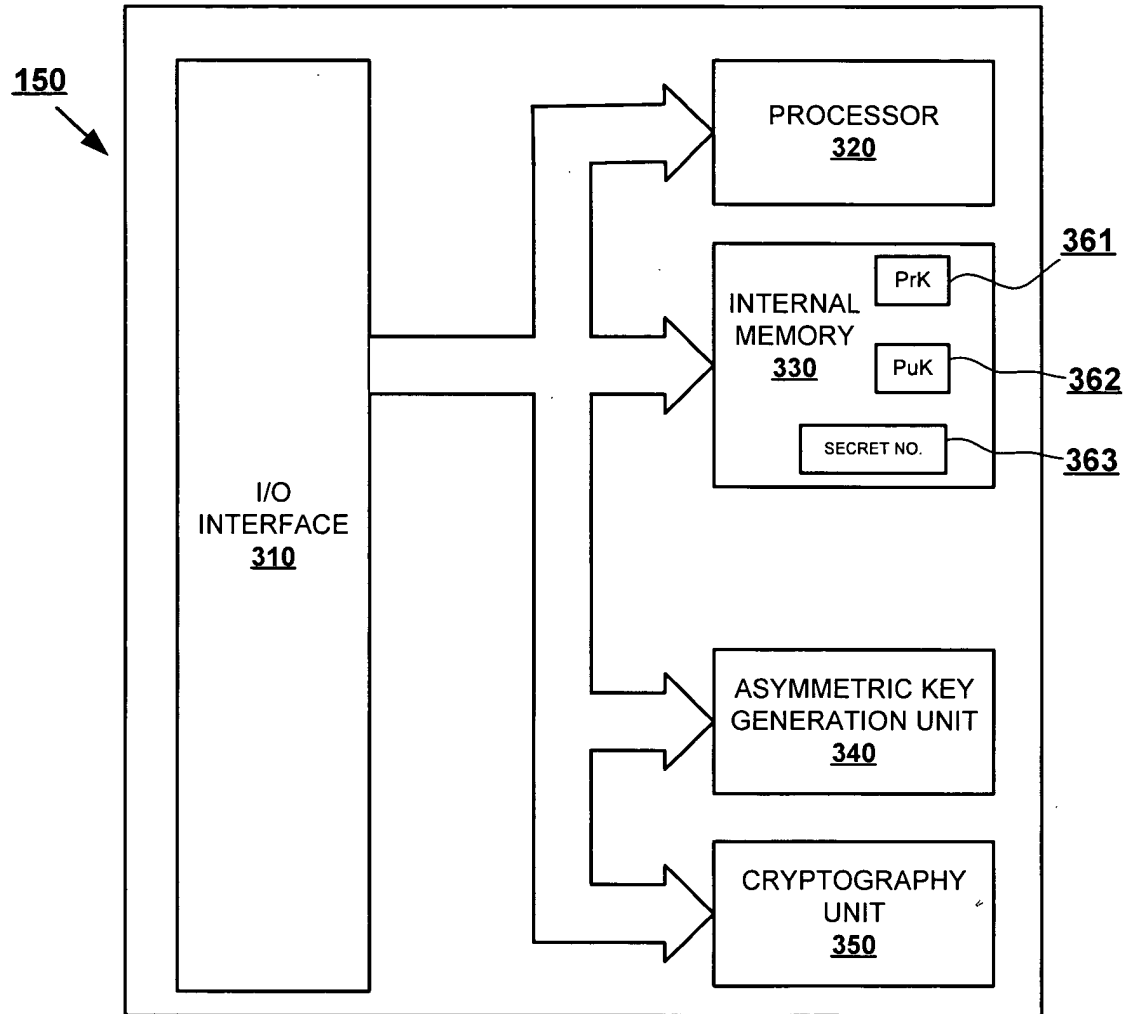 150
I/O
INTERFACE
310
PROCESSOR
320
INTERNAL
MEMORY
330
PrK
PuK
SECRET NO.
361
362
363
ASYMMETRIC KEY
GENERATION UNIT
340
CRYPTOGRAPHY
UNIT
350